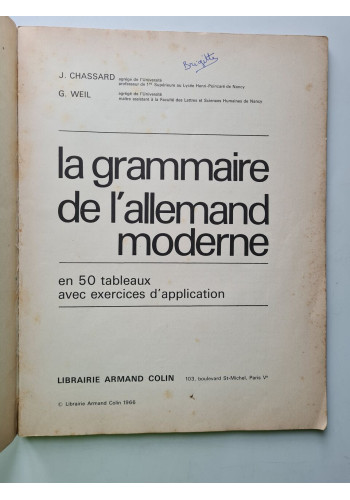 Brigitte
J. CHASSARD agrégé de l'Université
professeur de 1re Supérieure au Lycée Henri-Poincaré de Nancy
G. WEIL agrégé de l'Université
maître assistant à la Faculté des Lettres et Sciences Humaines de Nancy
la grammaire
de l'allemand
moderne
en 50 tableaux
avec exercices d'application
LIBRAIRIE ARMAND COLIN 103, boulevard St-Michel, Paris Ve
© Librairie Armand Colin 1966